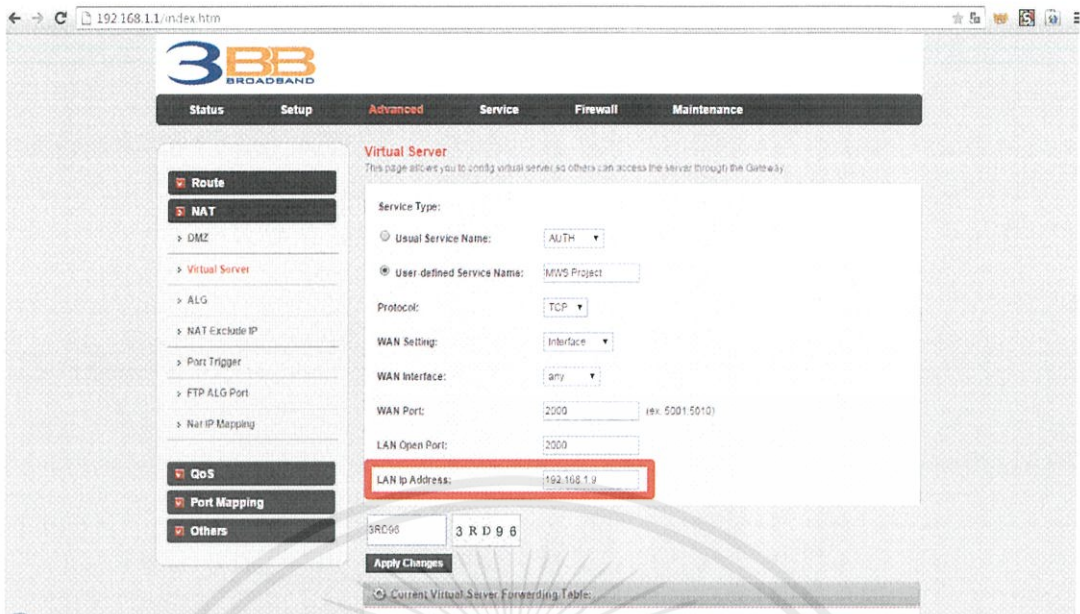 192.168.1.1/index.htm
3BB
BROADBAND
Status Setup Advanced Service Firewall Maintenance
Virtual Server
This page allows you to config virtual server,so others can access the server through the Gateway.
Route
NAT
DMZ
Virtual Server
ALG
NAT Exclude IP
Port Trigger
FTP ALG Port
Nat IP Mapping
QoS
Port Mapping
Others
Service Type:
Usual Service Name: AUTH
User-defined Service Name: MWS Project
Protocol: TCP
WAN Setting: Interface
WAN Interface: any
WAN Port: 2000 (ex. 5001:5010)
LAN Open Port: 2000
LAN Ip Address: 192.168.1.9
3RD96 3RD96
Apply Changes
Current Virtual Server Forwarding Table: